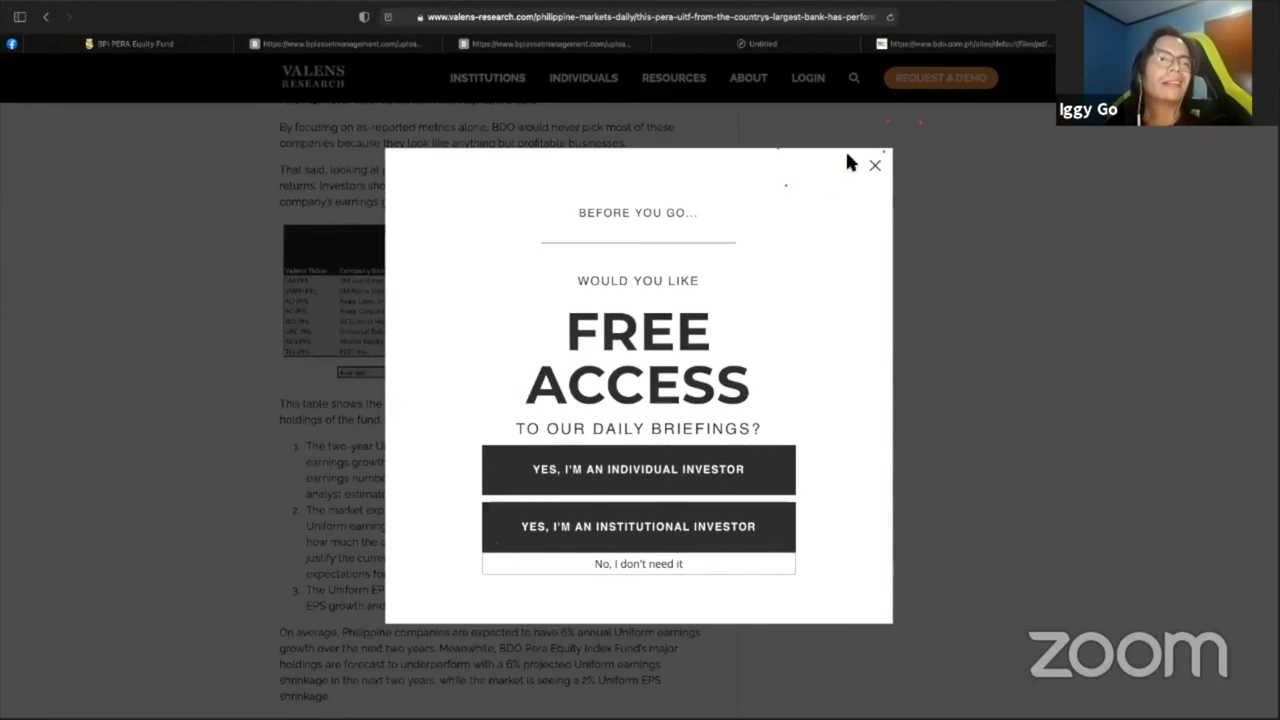 www.valens-research.com/philippine-markets-daily/this-pera-uitf-from-the-countrys-largest-bank-has-perfor
BPI PERA Equity Fund
https://www.bpiassetmanagement.com/uploa...
https://www.bpiassetmanagement.com/uploa...
Untitled
https://www.bdo.com.ph/sites/default/files/pdf...
VALENS
RESEARCH
INSTITUTIONS
INDIVIDUALS
RESOURCES
ABOUT
LOGIN
REQUEST A DEMO
Iggy Go
By focusing on as-reported metrics alone, BDO would never pick most of these
companies because they look like anything but profitable businesses.
That said, looking at
returns. Investors sho
company's earnings g
Valens Ticker
Company Na
BEFORE YOU GO...
WOULD YOU LIKE
FREE
ACCESS
TO OUR DAILY BRIEFINGS?
YES, I'M AN INDIVIDUAL INVESTOR
YES, I'M AN INSTITUTIONAL INVESTOR
No, I don't need it
This table shows the
holdings of the fund.
1. The two-year U
earnings growt
earnings numbe
analyst estimat
2. The market exp
Uniform earning
how much the c
justify the curre
expectations for
3. The Uniform EP
EPS growth and
On average, Philippine companies are expected to have 6% annual Uniform earnings
growth over the next two years. Meanwhile, BDO Pera Equity Index Fund's major
holdings are forecast to underperform with a 6% projected Uniform earnings
shrinkage in the next two years, while the market is seeing a 2% Uniform EPS
shrinkage.
zoom